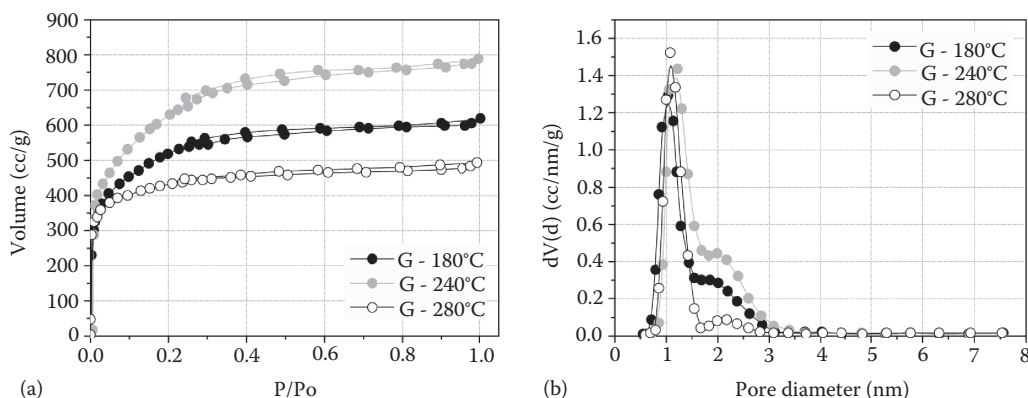 900
800
700
600
500
400
300
200
100
0
Volume (cc/g)
0.0 0.2 0.4 0.6 0.8 1.0
P/Po
G - 180°C
G - 240°C
G - 280°C
(a)
1.6
1.4
1.2
1.0
0.8
0.6
0.4
0.2
0.0
dV(d) (cc/nm/g)
0 1 2 3 4 5 6 7 8
Pore diameter (nm)
G - 180°C
G - 240°C
G - 280°C
(b)